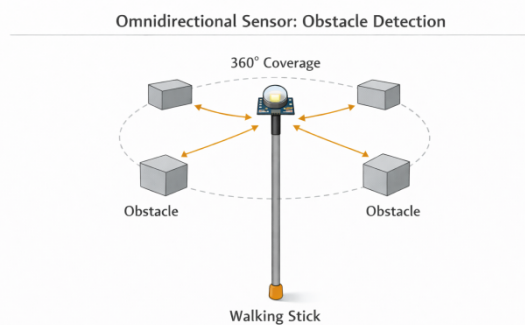 Omnidirectional Sensor: Obstacle Detection
360° Coverage
Obstacle
Obstacle
Walking Stick